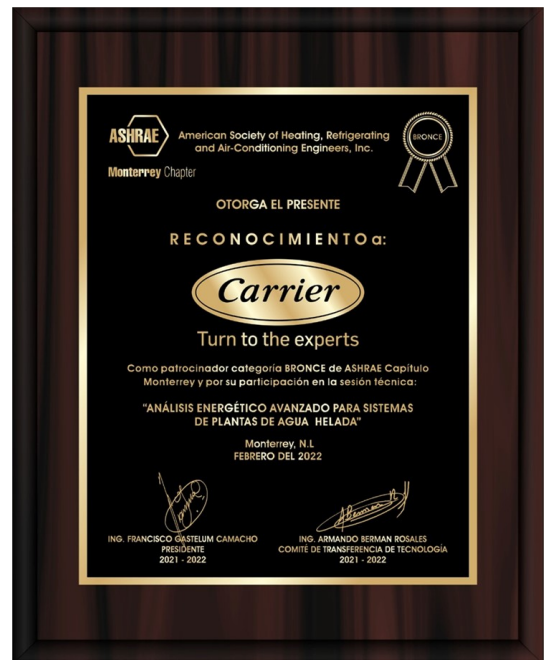 ASHRAE
American Society of Heating, Refrigerating
and Air-Conditioning Engineers, Inc.
BRONCE
Monterrey Chapter
OTORGA EL PRESENTE
RECONOCIMIENTO a:
Carrier
Turn to the experts
Como patrocinador categoría BRONCE de ASHRAE Capítulo
Monterrey y por su participación en la sesión técnica:
"ANÁLISIS ENERGÉTICO AVANZADO PARA SISTEMAS
DE PLANTAS DE AGUA HELADA"
Monterrey, N.L
FEBRERO DEL 2022
ING. FRANCISCO GASTELUM CAMACHO
PRESIDENTE
2021 - 2022
ING. ARMANDO BERMAN ROSALES
COMITÉ DE TRANSFERENCIA DE TECNOLOGÍA
2021 - 2022